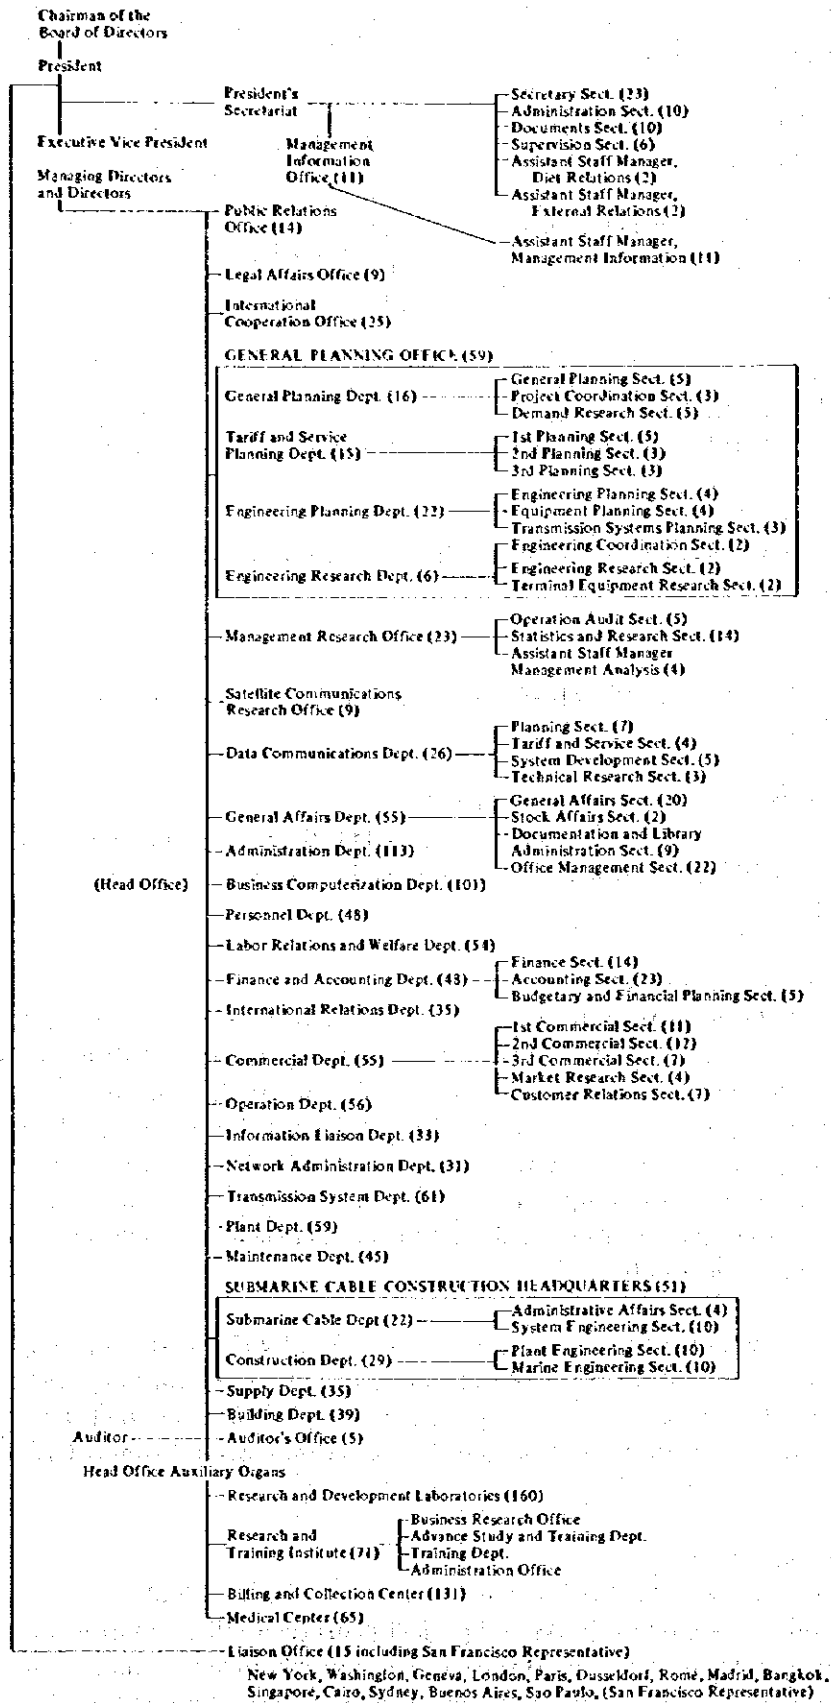 Chairman of the
Board of Directors
President
President's
Secretariat
Secretary Sect. (23)
Administration Sect. (10)
Documents Sect. (10)
Supervision Sect. (6)
Assistant Staff Manager,
Diet Relations (2)
Assistant Staff Manager,
External Relations (2)
Executive Vice President
Management
Information
Office (11)
Assistant Staff Manager,
Management Information (11)
Managing Directors
and Directors
Public Relations
Office (14)
Legal Affairs Office (9)
International
Cooperation Office (25)
GENERAL PLANNING OFFICE (59)
General Planning Dept. (16)
General Planning Sect. (5)
Project Coordination Sect. (3)
Demand Research Sect. (5)
Tariff and Service
Planning Dept. (15)
1st Planning Sect. (5)
2nd Planning Sect. (3)
3rd Planning Sect. (3)
Engineering Planning Dept. (22)
Engineering Planning Sect. (4)
Equipment Planning Sect. (4)
Transmission Systems Planning Sect. (3)
Engineering Research Dept. (6)
Engineering Coordination Sect. (2)
Engineering Research Sect. (2)
Terminal Equipment Research Sect. (2)
Management Research Office (23)
Operation Audit Sect. (5)
Statistics and Research Sect. (14)
Assistant Staff Manager
Management Analysis (4)
Satellite Communications
Research Office (9)
Data Communications Dept. (26)
Planning Sect. (7)
Tariff and Service Sect. (4)
System Development Sect. (5)
Technical Research Sect. (3)
General Affairs Dept. (55)
General Affairs Sect. (20)
Stock Affairs Sect. (2)
Documentation and Library
Administration Sect. (9)
Office Management Sect. (22)
Administration Dept. (113)
(Head Office)
Business Computerization Dept. (101)
Personnel Dept. (48)
Labor Relations and Welfare Dept. (54)
Finance and Accounting Dept. (43)
Finance Sect. (14)
Accounting Sect. (23)
Budgetary and Financial Planning Sect. (5)
International Relations Dept. (35)
Commercial Dept. (55)
1st Commercial Sect. (11)
2nd Commercial Sect. (12)
3rd Commercial Sect. (7)
Market Research Sect. (4)
Customer Relations Sect. (7)
Operation Dept. (56)
Information Liaison Dept. (33)
Network Administration Dept. (31)
Transmission System Dept. (61)
Plant Dept. (59)
Maintenance Dept. (45)
SUBMARINE CABLE CONSTRUCTION HEADQUARTERS (51)
Submarine Cable Dept (22)
Administrative Affairs Sect. (4)
System Engineering Sect. (10)
Construction Dept. (29)
Plant Engineering Sect. (10)
Marine Engineering Sect. (10)
Supply Dept. (35)
Building Dept. (39)
Auditor
Auditor's Office (5)
Head Office Auxiliary Organs
Research and Development Laboratories (160)
Research and
Training Institute (71)
Business Research Office
Advance Study and Training Dept.
Training Dept.
Administration Office
Billing and Collection Center (131)
Medical Center (65)
Liaison Office (15 including San Francisco Representative)
New York, Washington, Geneva, London, Paris, Dusseldorf, Rome, Madrid, Bangkok,
Singapore, Cairo, Sydney, Buenos Aires, Sao Paulo, (San Francisco Representative)